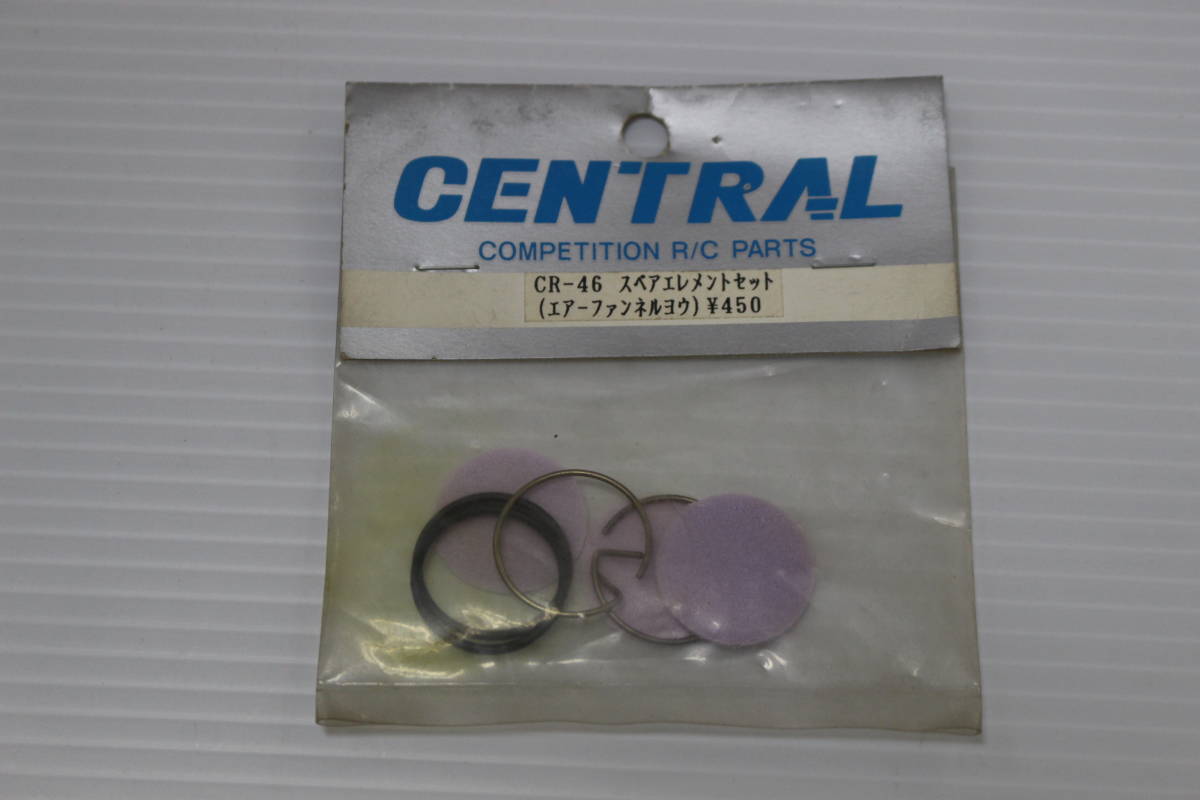 CENTRAL
COMPETITION R/C PARTS
CR-46 スペアエレメントセット
(エアーファンネルヨウ)¥450